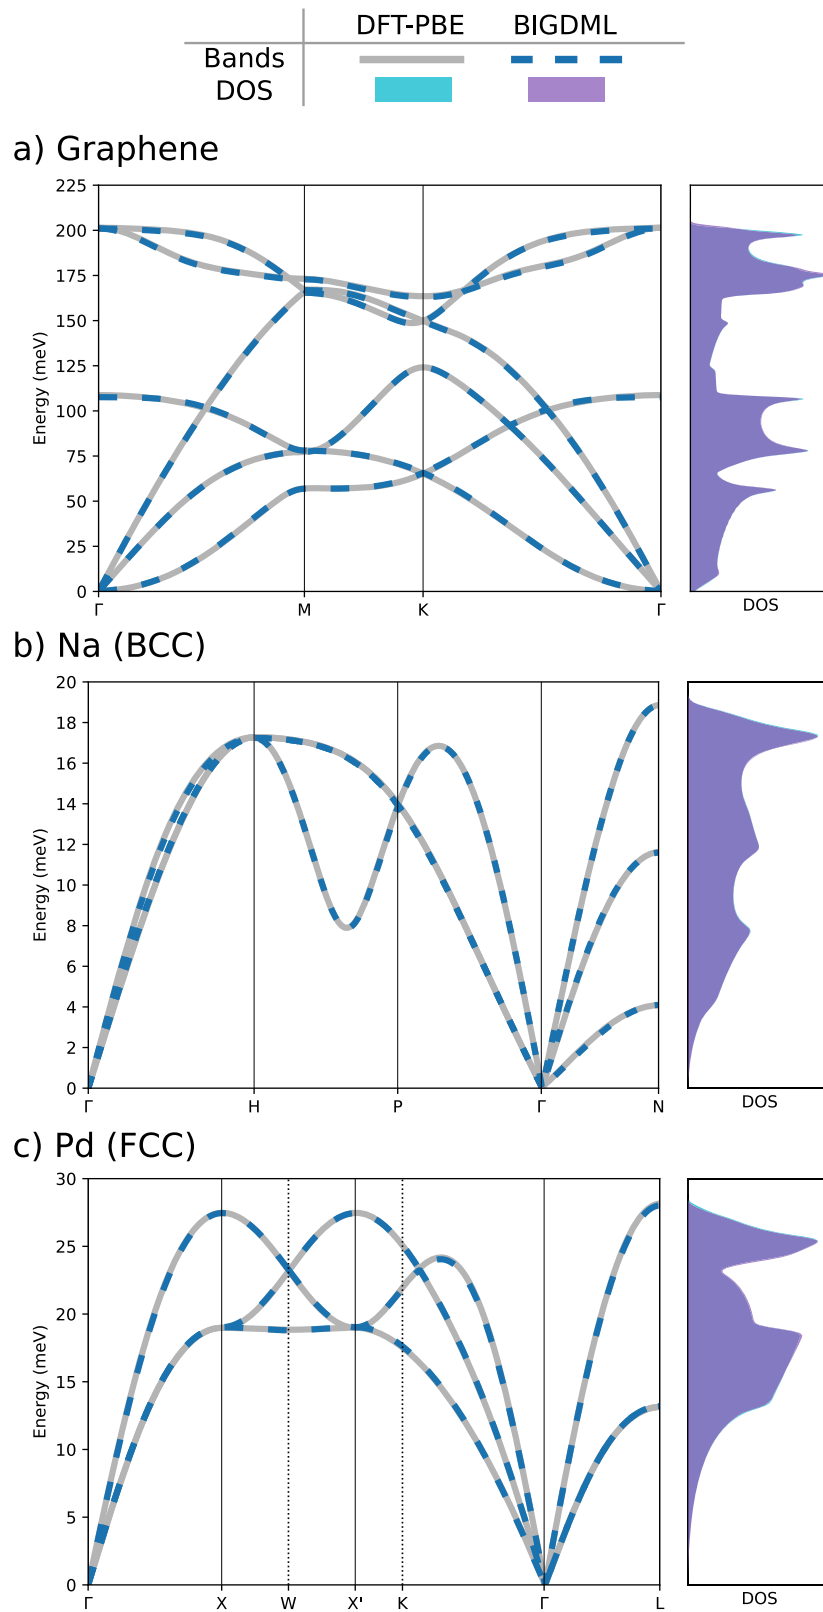 DFT-PBE BIGDML
Bands
DOS
a) Graphene
225
200
175
150
125
100
75
50
25
0
Energy (meV)
Γ M K Γ
DOS
b) Na (BCC)
20
18
16
14
12
10
8
6
4
2
0
Energy (meV)
Γ H P Γ N
DOS
c) Pd (FCC)
30
25
20
15
10
5
0
Energy (meV)
Γ X W X' K Γ L
DOS